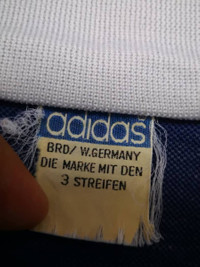 adidas
BRD/ W.GERMANY
DIE MARKE MIT DEN
3 STREIFEN